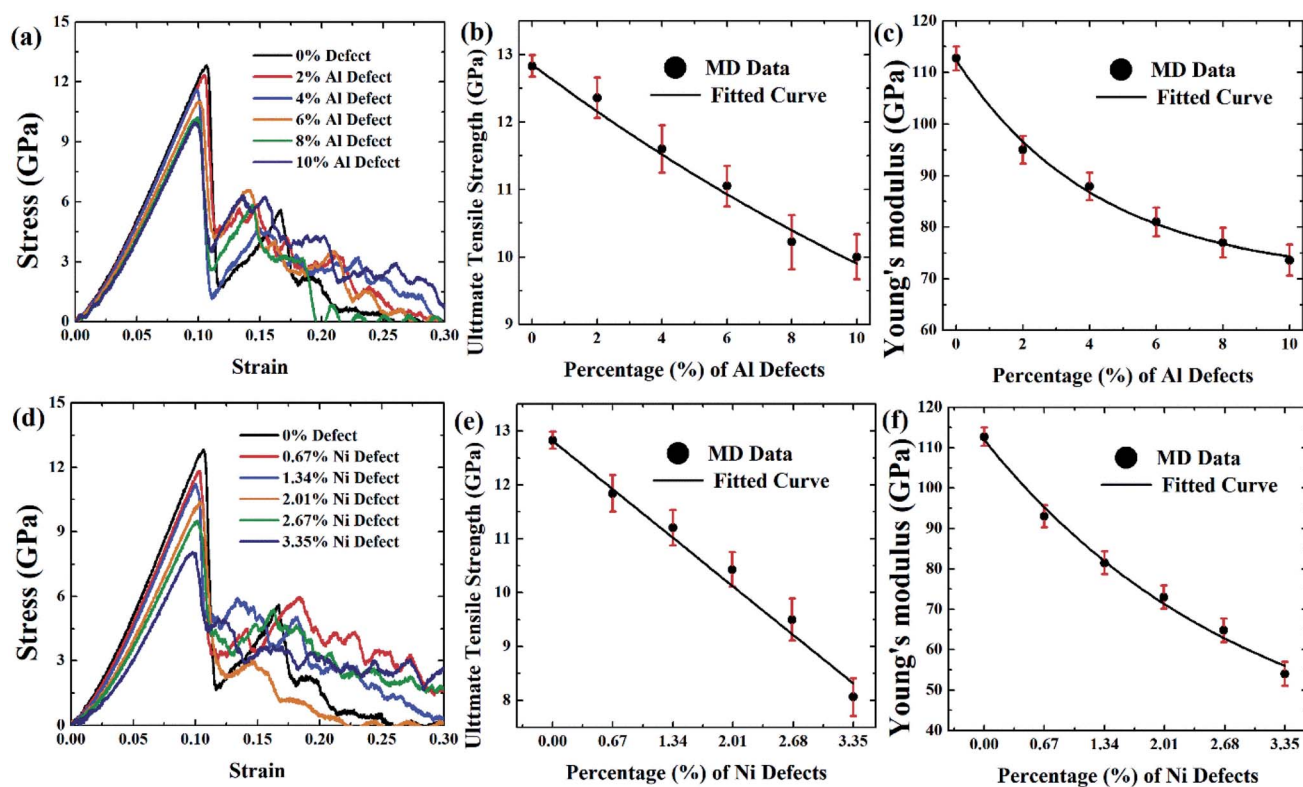 (a)
Stress (GPa)
15
12
9
6
3
0
0% Defect
2% Al Defect
4% Al Defect
6% Al Defect
8% Al Defect
10% Al Defect
0.00 0.05 0.10 0.15 0.20 0.25 0.30
Strain
(b)
Ulttmate Tensile Strength (GPa)
13
12
11
10
9
MD Data
Fitted Curve
0 2 4 6 8 10
Percentage (%) of Al Defects
(c)
Young's modulus (GPa)
120
110
100
90
80
70
60
MD Data
Fitted Curve
0 2 4 6 8 10
Percentage (%) of Al Defects
(d)
Stress (GPa)
15
12
9
6
3
0
0% Defect
0.67% Ni Defect
1.34% Ni Defect
2.01% Ni Defect
2.67% Ni Defect
3.35% Ni Defect
0.00 0.05 0.10 0.15 0.20 0.25 0.30
Strain
(e)
Ulttmate Tensile Strength (GPa)
13
12
11
10
9
8
MD Data
Fitted Curve
0.00 0.67 1.34 2.01 2.68 3.35
Percentage (%) of Ni Defects
(f)
Young's modulus (GPa)
120
110
100
90
80
70
60
50
40
MD Data
Fitted Curve
0.00 0.67 1.34 2.01 2.68 3.35
Percentage (%) of Ni Defects